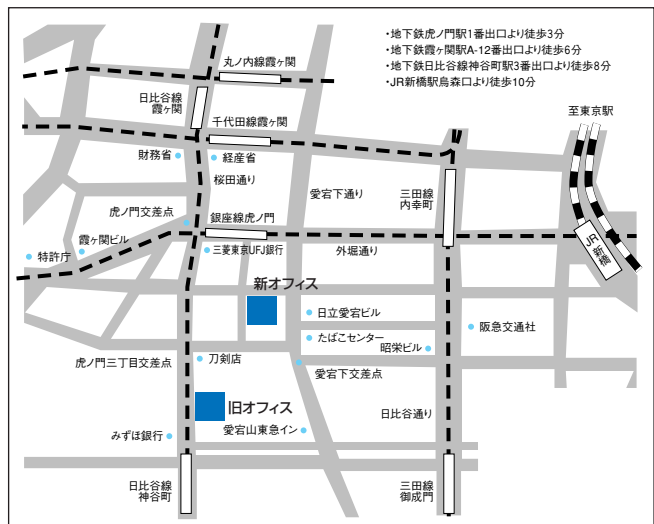 ・地下鉄虎ノ門駅1番出口より徒歩3分
・地下鉄霞ヶ関駅A-12番出口より徒歩6分
・地下鉄日比谷線神谷町駅3番出口より徒歩8分
・JR新橋駅烏森口より徒歩10分
丸ノ内線霞ヶ関
日比谷線
霞ヶ関
千代田線霞ヶ関
至東京駅
財務省
経産省
桜田通り
愛宕下通り
三田線
内幸町
虎ノ門交差点
銀座線虎ノ門
霞ヶ関ビル
特許庁
三菱東京UFJ銀行
外堀通り
JR新橋
新オフィス
日立愛宕ビル
阪急交通社
たばこセンター
昭栄ビル
虎ノ門三丁目交差点
刀剣店
愛宕下交差点
旧オフィス
日比谷通り
みずほ銀行
愛宕山東急イン
日比谷線
神谷町
三田線
御成門